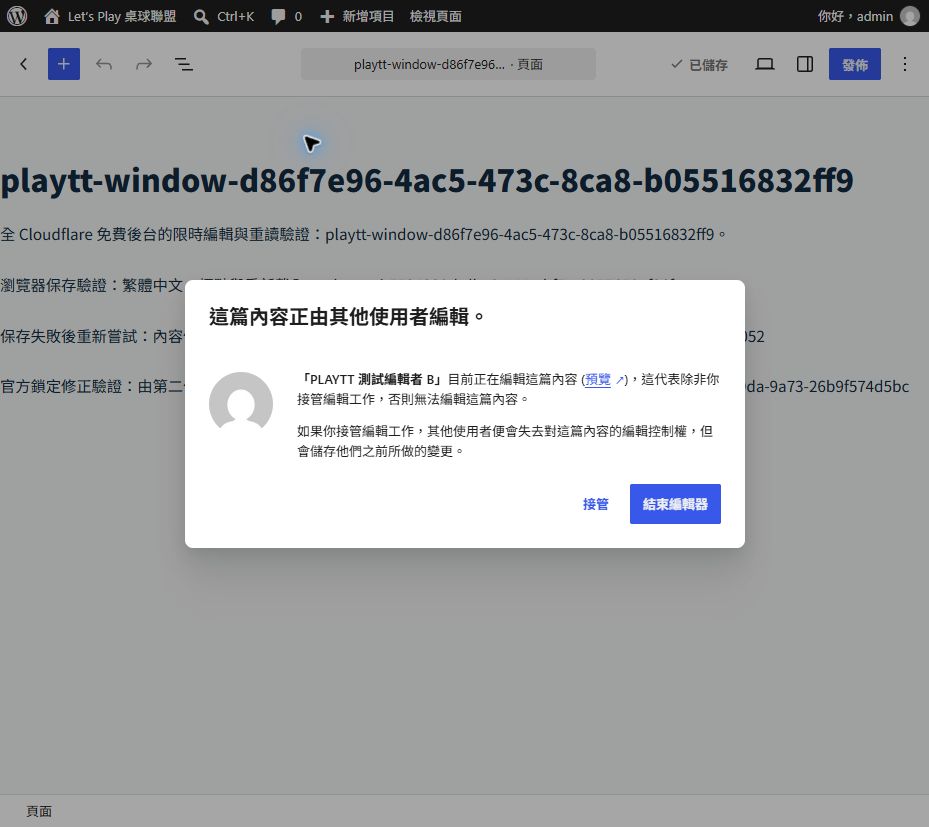 Let's Play 桌球聯盟 Ctrl+K 0 新增項目 檢視頁面 你好，admin
playtt-window-d86f7e96... · 頁面 已儲存 發佈
playtt-window-d86f7e96-4ac5-473c-8ca8-b05516832ff9
全 Cloudflare 免費後台的限時編輯與重讀驗證：playtt-window-d86f7e96-4ac5-473c-8ca8-b05516832ff9。
瀏覽器保存驗證：繁體中文
保存失敗後重新嘗試：內容 052
官方鎖定修正驗證：由第二 da-9a73-26b9f574d5bc
這篇內容正由其他使用者編輯。
「PLAYTT 測試編輯者 B」目前正在編輯這篇內容 (預覽 ↗)，這代表除非你
接管編輯工作，否則無法編輯這篇內容。
如果你接管編輯工作，其他使用者便會失去對這篇內容的編輯控制權，但
會儲存他們之前所做的變更。
接管 結束編輯器
頁面